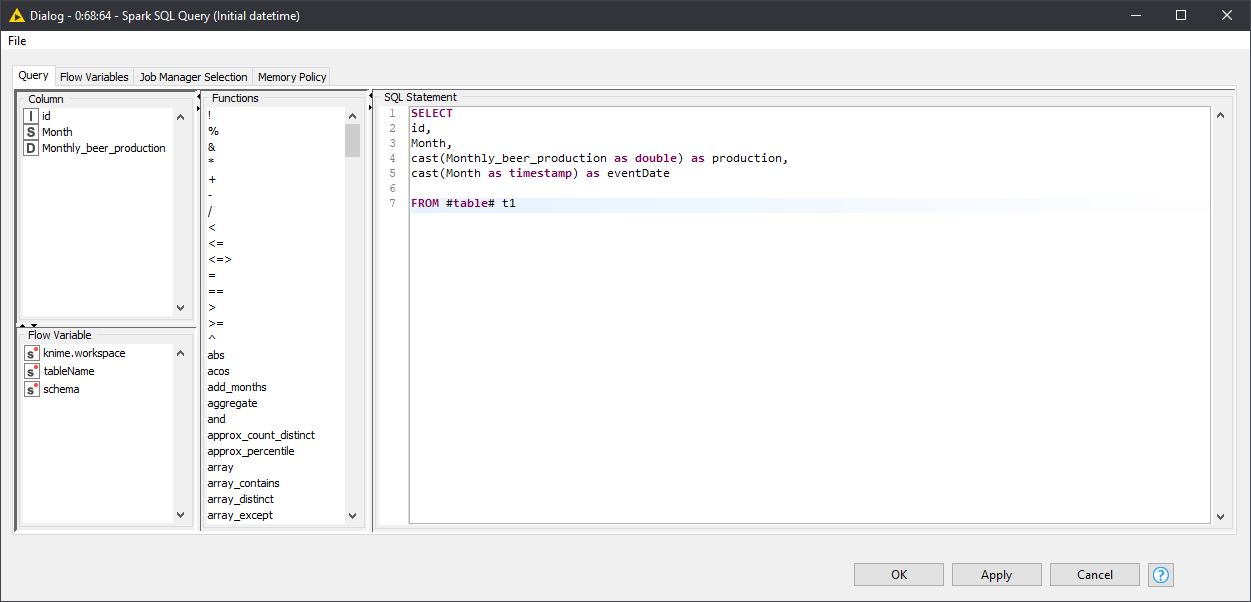 Dialog - 0:68:64 - Spark SQL Query (Initial datetime)
File
Query Flow Variables Job Manager Selection Memory Policy
Column
I id
S Month
D Monthly_beer_production
Flow Variable
s knime.workspace
s tableName
s schema
Functions
!
%
&
*
+
-
/
<
<=
<=>
=
==
>
>=
^
abs
acos
add_months
aggregate
and
approx_count_distinct
approx_percentile
array
array_contains
array_distinct
array_except
SQL Statement
1 SELECT
2 id,
3 Month,
4 cast(Monthly_beer_production as double) as production,
5 cast(Month as timestamp) as eventDate
6
7 FROM #table# t1
OK Apply Cancel ?